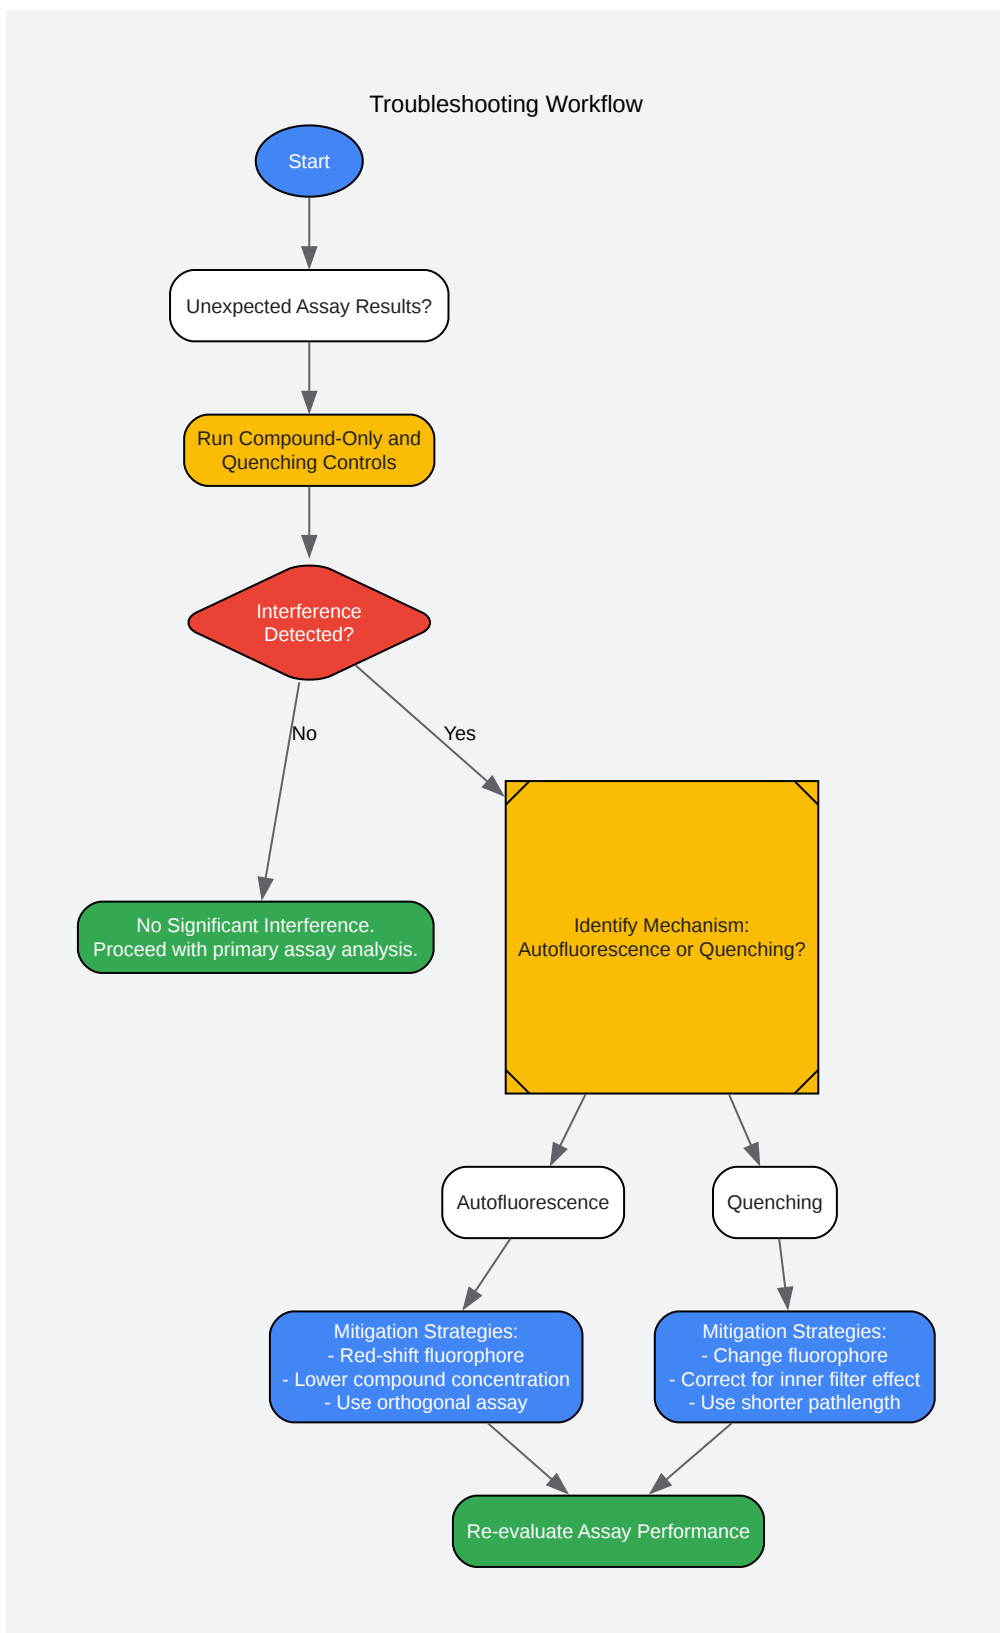 Troubleshooting Workflow
Start
Unexpected Assay Results?
Run Compound-Only and
Quenching Controls
Interference
Detected?
No
Yes
No Significant Interference.
Proceed with primary assay analysis.
Identify Mechanism:
Autofluorescence or Quenching?
Autofluorescence
Quenching
Mitigation Strategies:
- Red-shift fluorophore
- Lower compound concentration
- Use orthogonal assay
Mitigation Strategies:
- Change fluorophore
- Correct for inner filter effect
- Use shorter pathlength
Re-evaluate Assay Performance